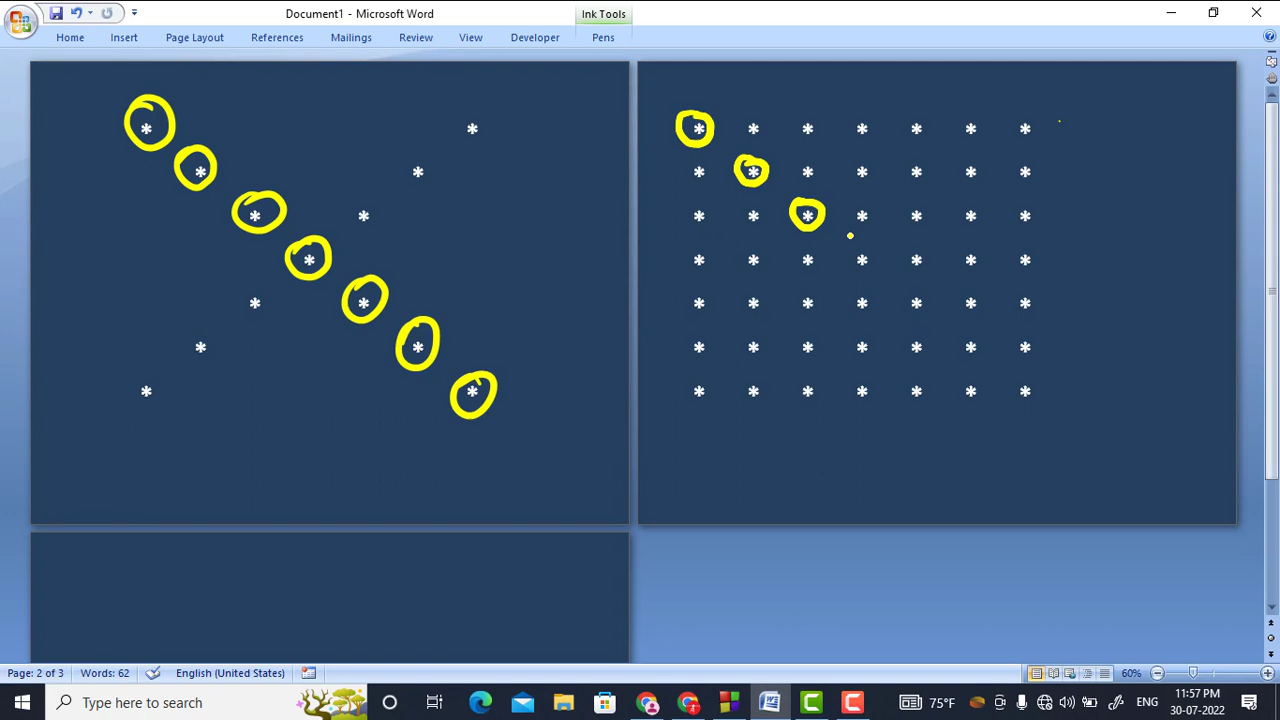 Document1 - Microsoft Word
Ink Tools
Home Insert Page Layout References Mailings Review View Developer Pens
* *
* *
* *
*
* *
* *
* *
* * * * * * *
* * * * * * *
* * * * * * *
* * * * * * *
* * * * * * *
* * * * * * *
* * * * * * *
Page: 2 of 3 Words: 62 English (United States) 60%
Type here to search
75°F ENG
11:57 PM
30-07-2022